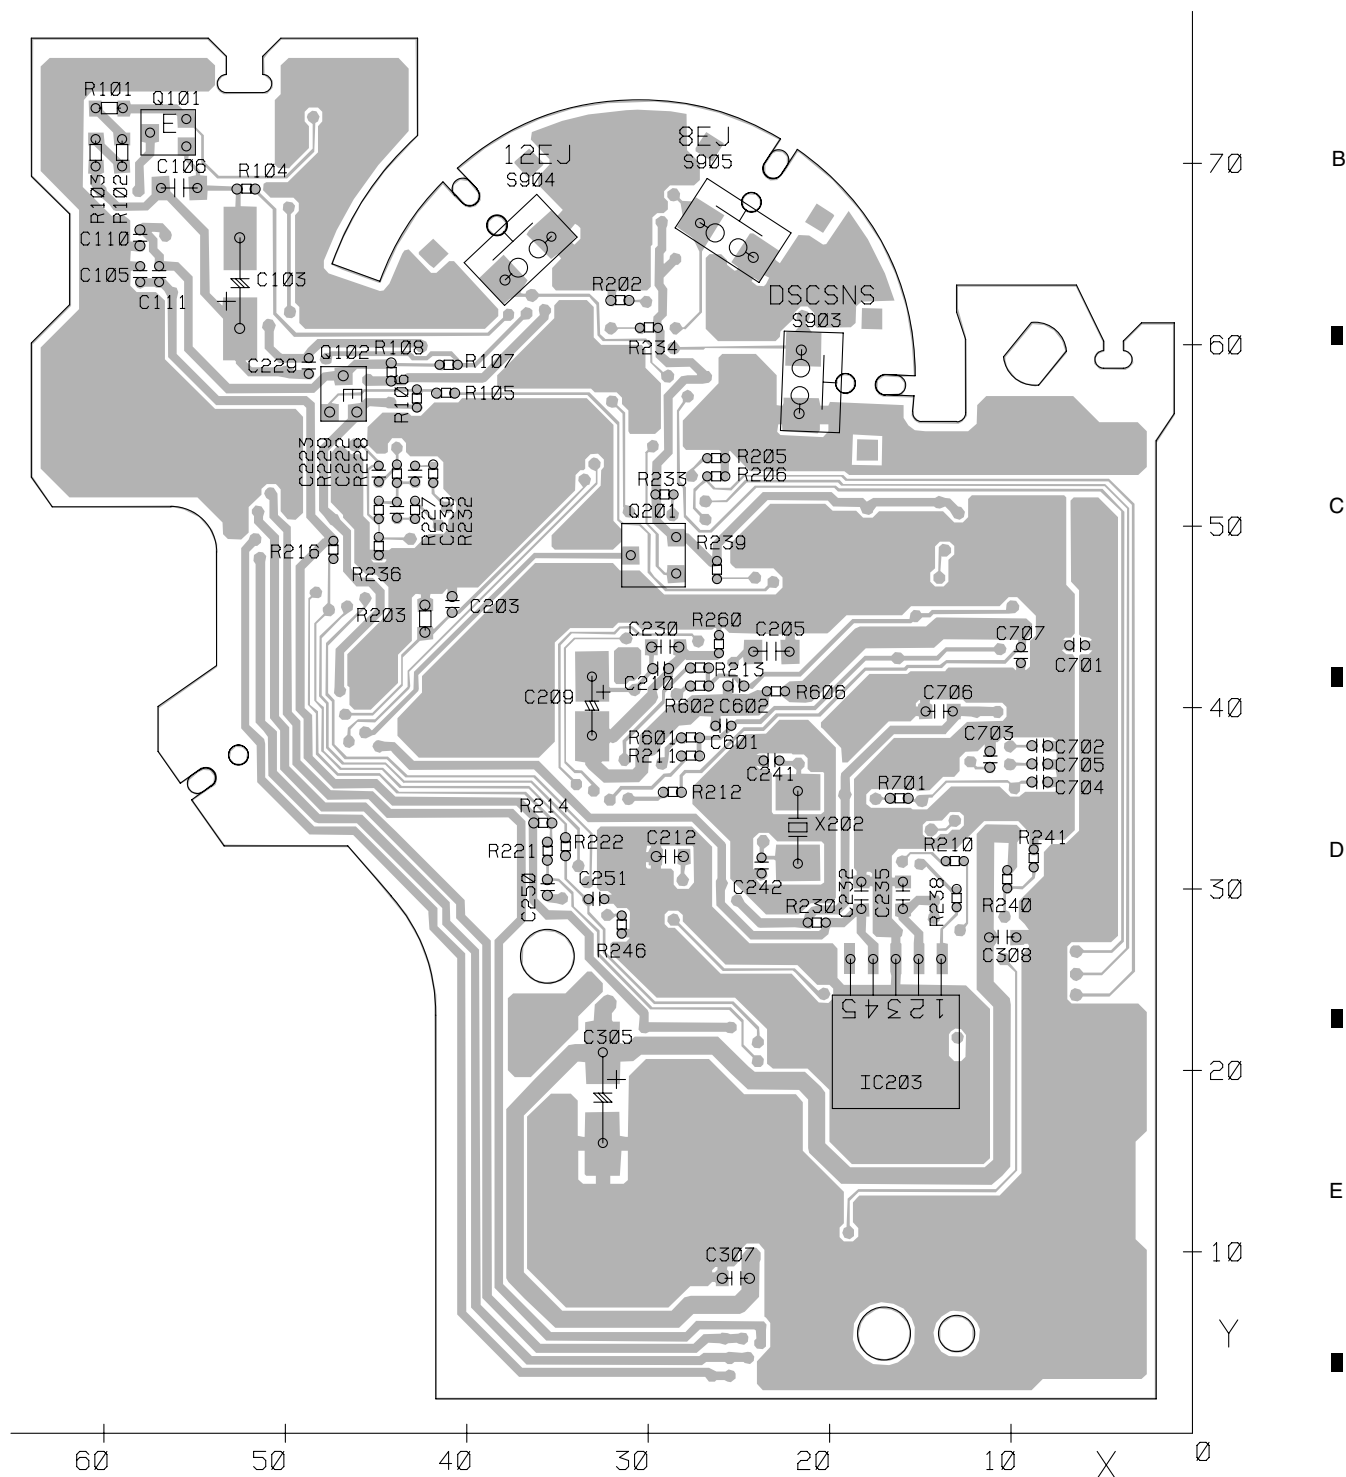 R101
Q101
E
B
8EJ
70
12EJ
S905
C106
R104
S904
R103
R102
C110
C105
C103
R202
C111
+
DSCSNS
S903
R234
60
Q102
R108
C229
R107
E
R106
R105
C223
R229
C222
R228
R205
R206
R233
C
R227
C239
R232
Q201
50
R216
R239
R236
R203
C203
R260
C230
C205
C707
C701
C210
R213
C209
+
R606
C706
R602
C602
40
R601
C601
C703
C702
R211
C705
C241
R701
C704
R212
R214
X202
R241
R221
R222
C212
R210
D
C242
C250
C251
C232
C235
R238
30
R230
R240
R246
C308
5 4 3 2 1
C305
+
IC203
20
E
C307
10
Y
60 50 40 30 20 10 X 0